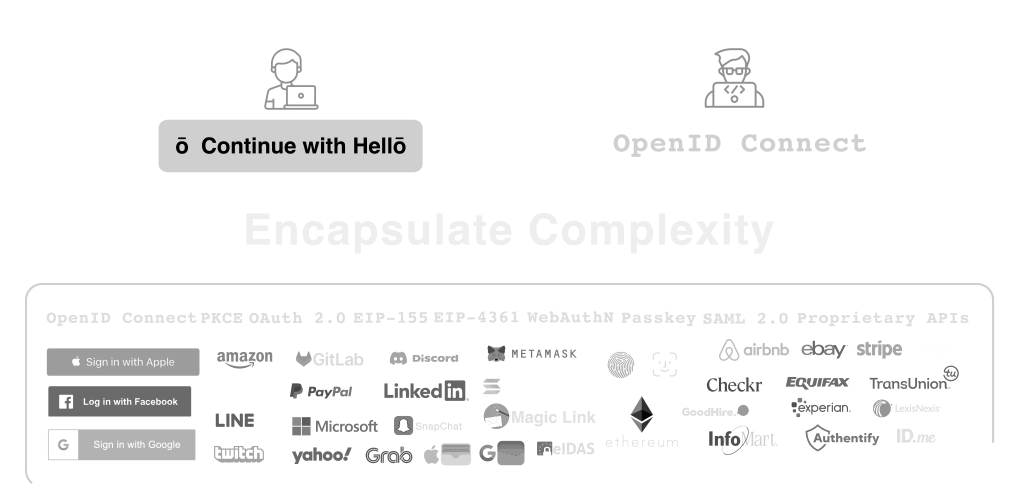 ō Continue with Hellō
OpenID Connect
Encapsulate Complexity
OpenID Connect PKCE OAuth 2.0 EIP-155 EIP-4361 WebAuthN Passkey SAML 2.0 Proprietary APIs
Sign in with Apple
amazon
GitLab
Discord
METAMASK
airbnb
ebay
stripe
Log in with Facebook
PayPal
LinkedIn
Checkr
EQUIFAX
TransUnion
tu
LINE
Microsoft
SnapChat
Magic Link
ethereum
GoodHire
experian.
LexisNexis
G Sign in with Google
twitch
yahoo!
Grab
G
eIDAS
InfoMart
Authentify
ID.me